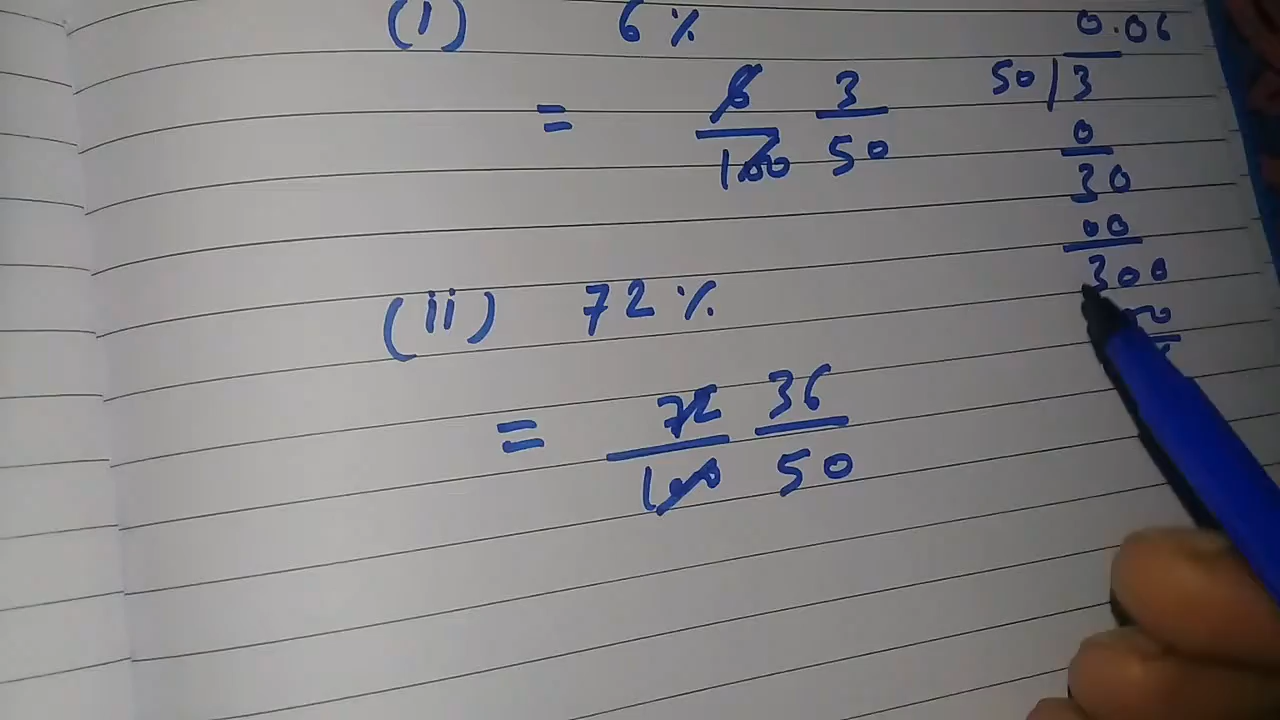 (i) 6 %
= 6/100 3/50
0.06
50 | 3
0
30
00
300
(ii) 72 %
= 72/100 36/50